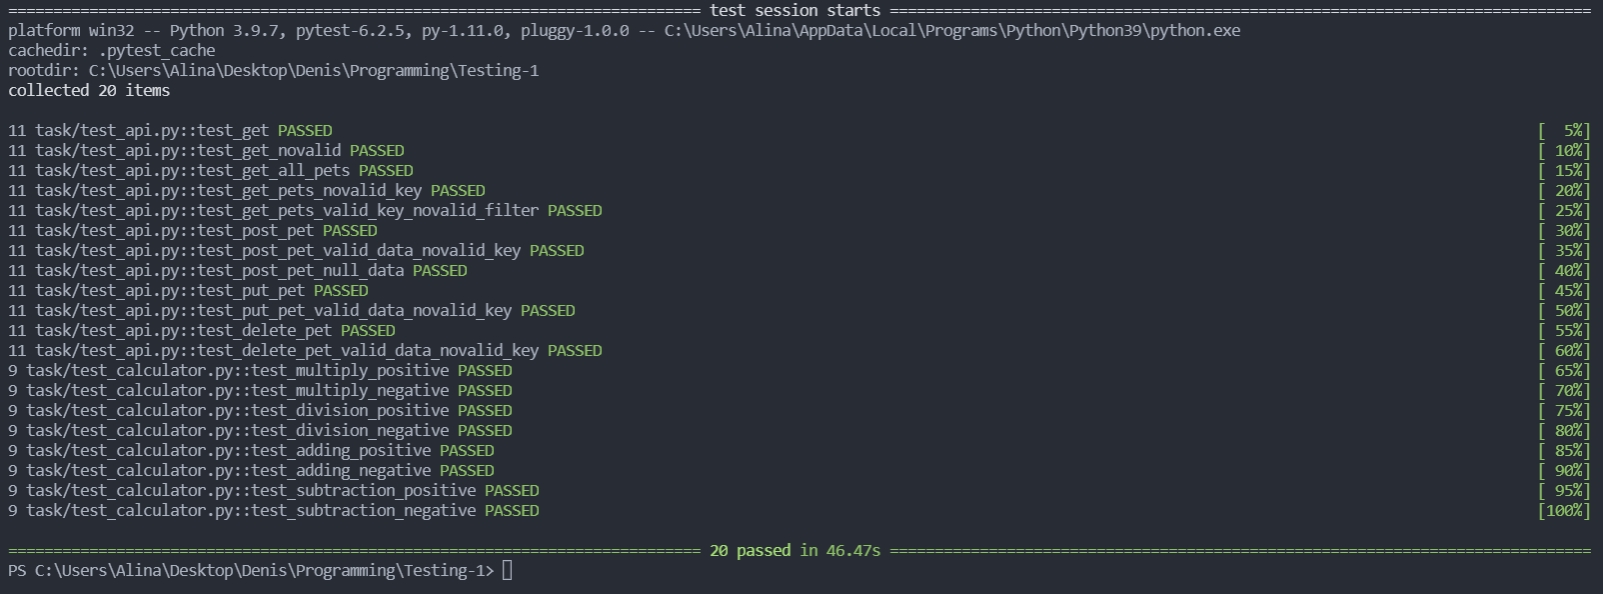 ============================================================================= test session starts ==============================================================================
platform win32 -- Python 3.9.7, pytest-6.2.5, py-1.11.0, pluggy-1.0.0 -- C:\Users\Alina\AppData\Local\Programs\Python\Python39\python.exe
cachedir: .pytest_cache
rootdir: C:\Users\Alina\Desktop\Denis\Programming\Testing-1
collected 20 items
11 task/test_api.py::test_get PASSED [  5%]
11 task/test_api.py::test_get_novalid PASSED [ 10%]
11 task/test_api.py::test_get_all_pets PASSED [ 15%]
11 task/test_api.py::test_get_pets_novalid_key PASSED [ 20%]
11 task/test_api.py::test_get_pets_valid_key_novalid_filter PASSED [ 25%]
11 task/test_api.py::test_post_pet PASSED [ 30%]
11 task/test_api.py::test_post_pet_valid_data_novalid_key PASSED [ 35%]
11 task/test_api.py::test_post_pet_null_data PASSED [ 40%]
11 task/test_api.py::test_put_pet PASSED [ 45%]
11 task/test_api.py::test_put_pet_valid_data_novalid_key PASSED [ 50%]
11 task/test_api.py::test_delete_pet PASSED [ 55%]
11 task/test_api.py::test_delete_pet_valid_data_novalid_key PASSED [ 60%]
9 task/test_calculator.py::test_multiply_positive PASSED [ 65%]
9 task/test_calculator.py::test_multiply_negative PASSED [ 70%]
9 task/test_calculator.py::test_division_positive PASSED [ 75%]
9 task/test_calculator.py::test_division_negative PASSED [ 80%]
9 task/test_calculator.py::test_adding_positive PASSED [ 85%]
9 task/test_calculator.py::test_adding_negative PASSED [ 90%]
9 task/test_calculator.py::test_subtraction_positive PASSED [ 95%]
9 task/test_calculator.py::test_subtraction_negative PASSED [100%]
============================================================================= 20 passed in 46.47s ==============================================================================
PS C:\Users\Alina\Desktop\Denis\Programming\Testing-1>